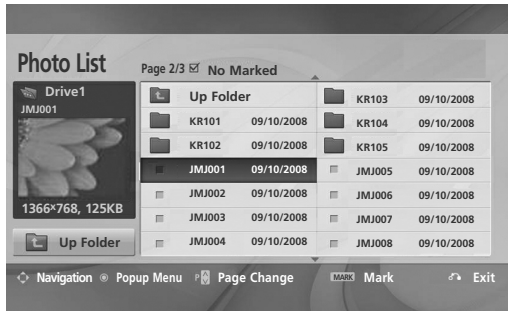 Photo List
Page 2/3 No Marked
Drive1
JMJ001
1366x768, 125KB
Up Folder
Up Folder
KR101 09/10/2008
KR102 09/10/2008
JMJ001 09/10/2008
JMJ002 09/10/2008
JMJ003 09/10/2008
JMJ004 09/10/2008
KR103 09/10/2008
KR104 09/10/2008
KR105 09/10/2008
JMJ005 09/10/2008
JMJ006 09/10/2008
JMJ007 09/10/2008
JMJ008 09/10/2008
Navigation Popup Menu P Page Change MARK Mark Exit